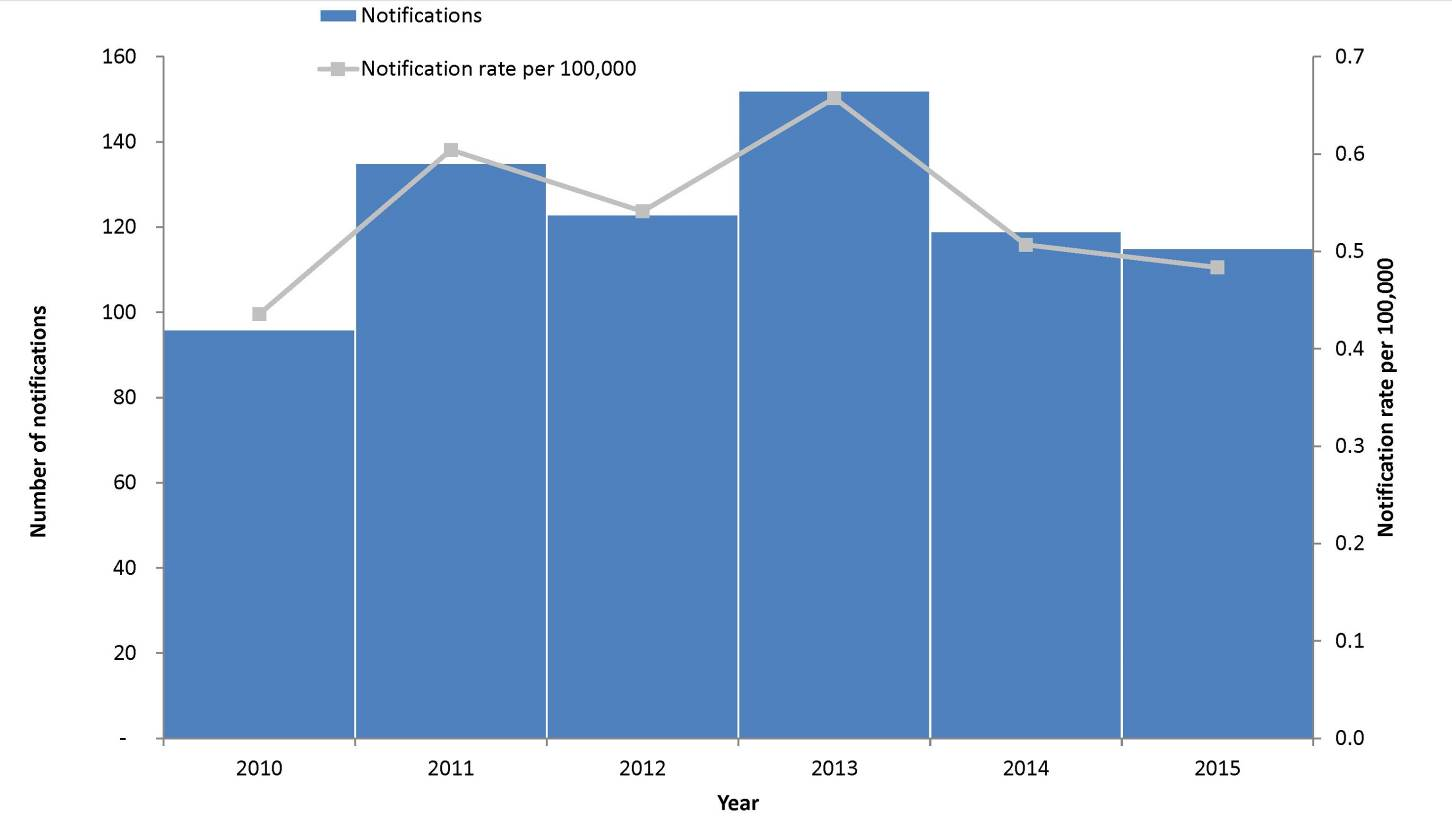 Notifications
Notification rate per 100,000
160
140
120
100
80
60
40
20
-
Number of notifications
0.7
0.6
0.5
0.4
0.3
0.2
0.1
0.0
Notification rate per 100,000
2010 2011 2012 2013 2014 2015
Year